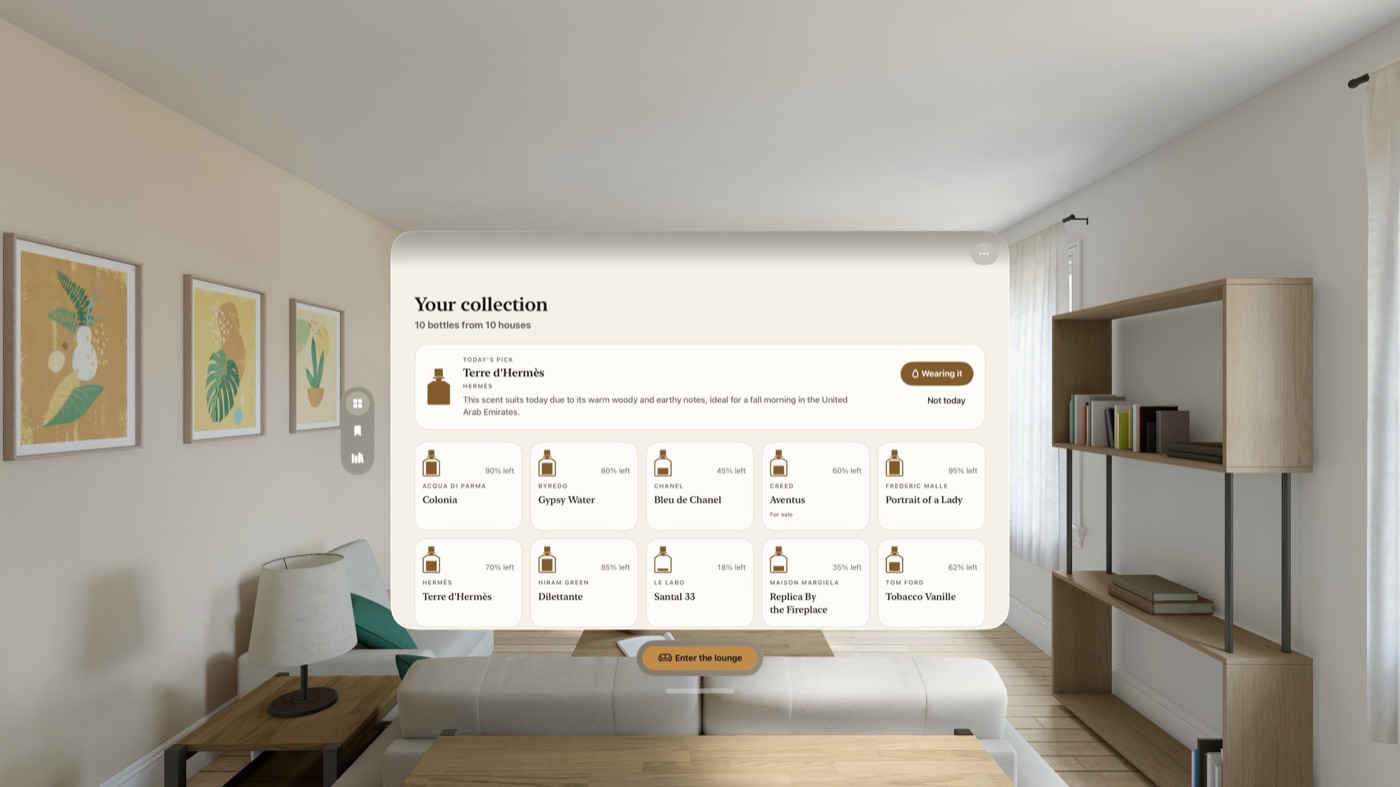 Your collection
10 bottles from 10 houses
TODAY'S PICK
Terre d'Hermès
HERMÈS
This scent suits today due to its warm woody and earthy notes, ideal for a fall morning in the United
Arab Emirates.
Wearing it
Not today
90% left
ACQUA DI PARMA
Colonia
80% left
BYREDO
Gypsy Water
45% left
CHANEL
Bleu de Chanel
60% left
CREED
Aventus
For sale
95% left
FREDERIC MALLE
Portrait of a Lady
70% left
HERMÈS
Terre d'Hermès
85% left
HIRAM GREEN
Dilettante
18% left
LE LABO
Santal 33
35% left
MAISON MARGIELA
Replica By
the Fireplace
62% left
TOM FORD
Tobacco Vanille
Enter the lounge